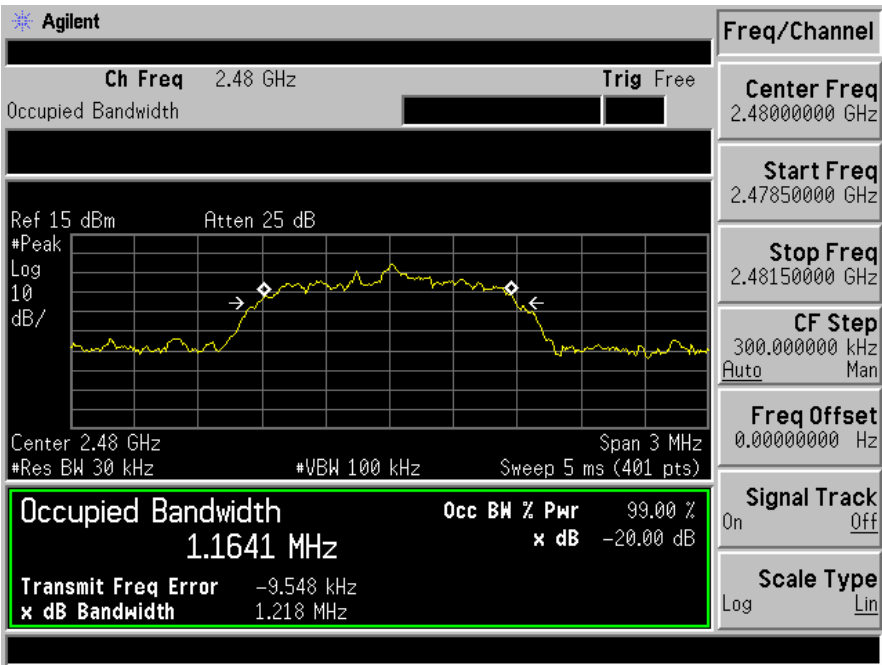 Agilent
Freq/Channel
Ch Freq 2.48 GHz Trig Free
Occupied Bandwidth
Center Freq
2.48000000 GHz
Start Freq
2.47850000 GHz
Stop Freq
2.48150000 GHz
CF Step
300.000000 kHz
Auto Man
Freq Offset
0.00000000 Hz
Signal Track
On Off
Scale Type
Log Lin
Ref 15 dBm Atten 25 dB
#Peak
Log
10
dB/
Center 2.48 GHz Span 3 MHz
#Res BW 30 kHz #VBW 100 kHz Sweep 5 ms (401 pts)
Occupied Bandwidth
1.1641 MHz
Occ BW % Pwr 99.00 %
x dB -20.00 dB
Transmit Freq Error -9.548 kHz
x dB Bandwidth 1.218 MHz